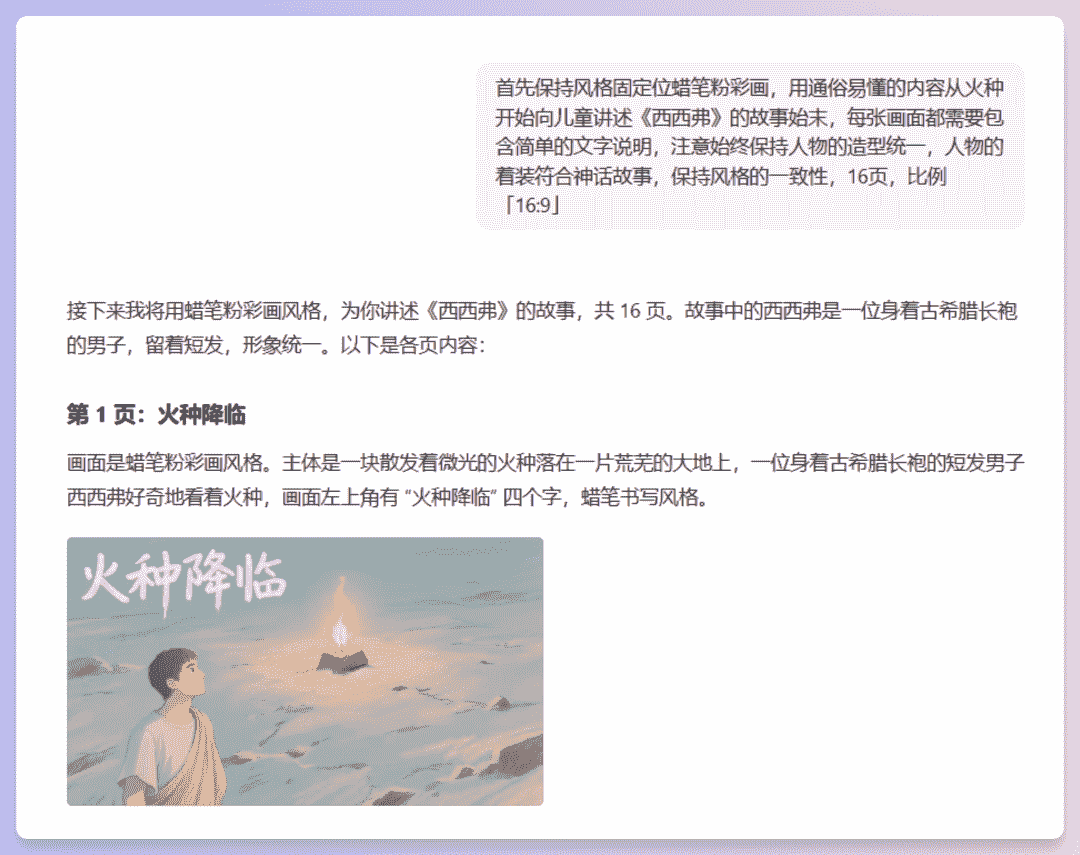 首先保持风格固定位蜡笔粉彩画，用通俗易懂的内容从火种
开始向儿童讲述《西西弗》的故事始末，每张画面都需要包
含简单的文字说明，注意始终保持人物的造型统一，人物的
着装符合神话故事，保持风格的一致性，16页，比例
「16:9」
接下来我将用蜡笔粉彩画风格，为你讲述《西西弗》的故事，共 16 页。故事中的西西弗是一位身着古希腊长袍
的男子，留着短发，形象统一。以下是各页内容：
第 1 页：火种降临
画面是蜡笔粉彩画风格。主体是一块散发着微光的火种落在一片荒芜的大地上，一位身着古希腊长袍的短发男子
西西弗好奇地看着火种，画面左上角有 “火种降临” 四个字，蜡笔书写风格。
火种降临